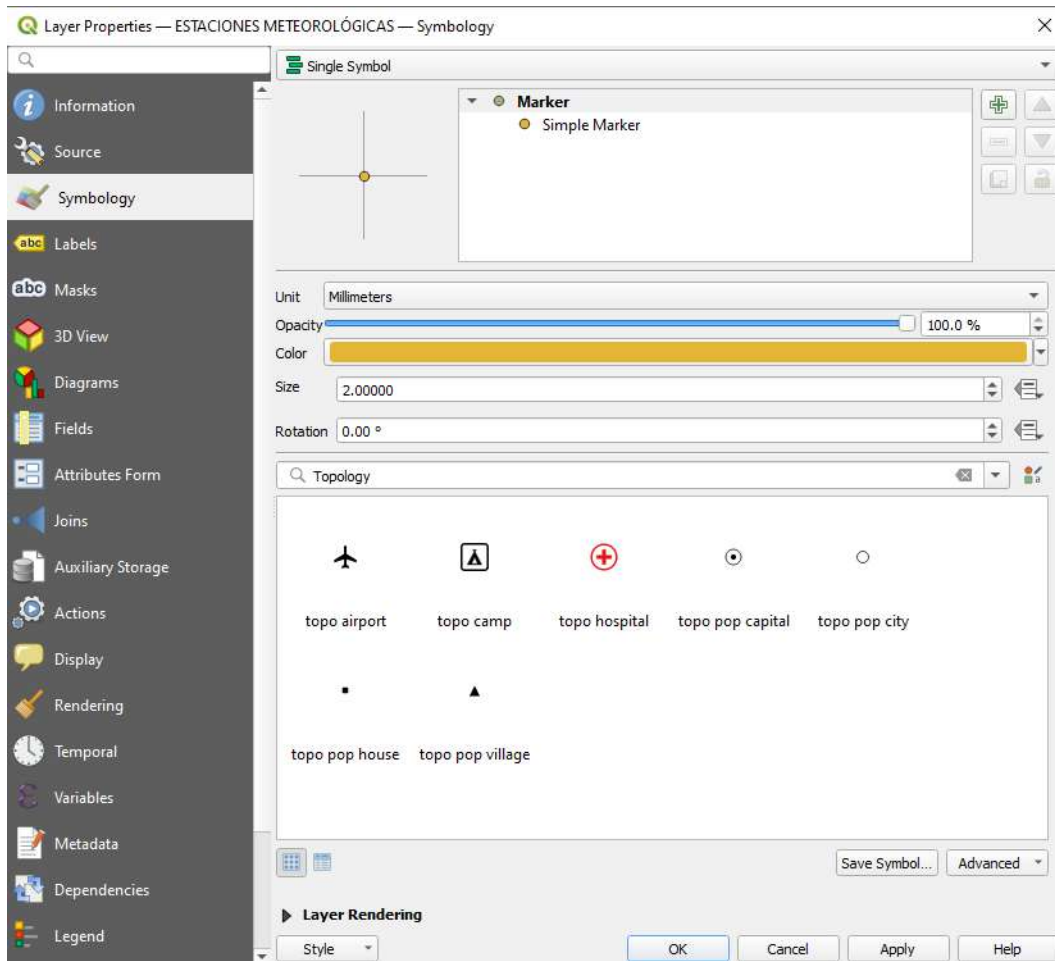 Layer Properties — ESTACIONES METEOROLÓGICAS — Symbology
Information
Source
Symbology
Labels
Masks
3D View
Diagrams
Fields
Attributes Form
Joins
Auxiliary Storage
Actions
Display
Rendering
Temporal
Variables
Metadata
Dependencies
Legend
Single Symbol
Marker
Simple Marker
Unit Millimeters
Opacity 100.0 %
Color
Size 2.00000
Rotation 0.00 °
Topology
topo airport topo camp topo hospital topo pop capital topo pop city
topo pop house topo pop village
Save Symbol... Advanced
Layer Rendering
Style OK Cancel Apply Help